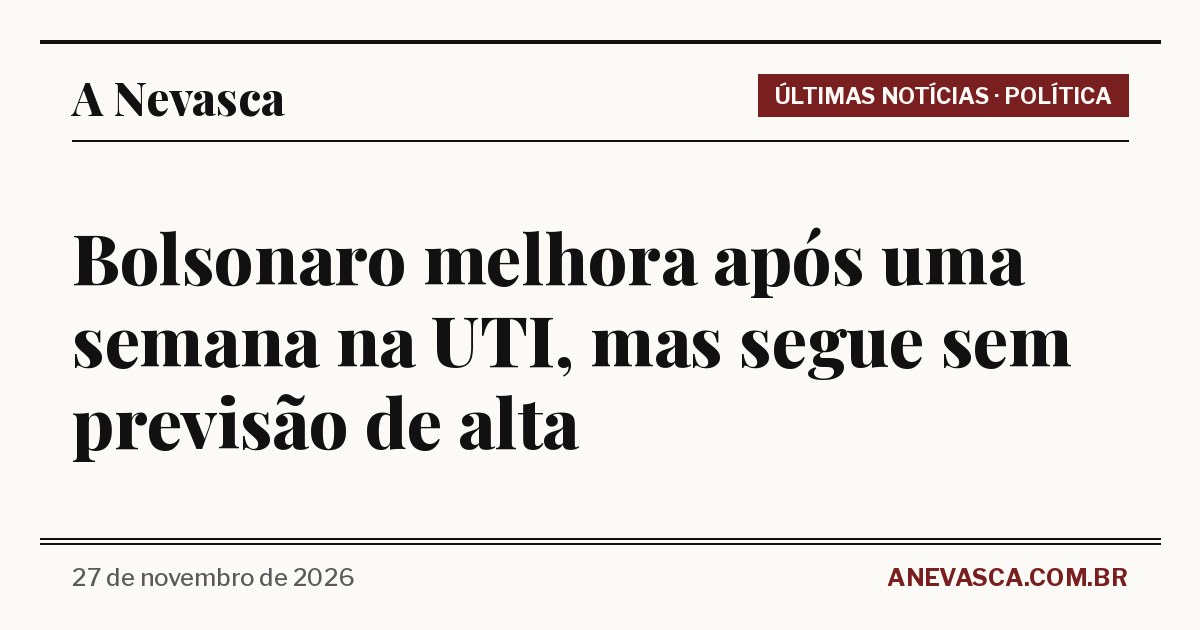 A Nevasca
ÚLTIMAS NOTÍCIAS · POLÍTICA
Bolsonaro melhora após uma
semana na UTI, mas segue sem
previsão de alta
27 de novembro de 2026
ANEVASCA.COM.BR